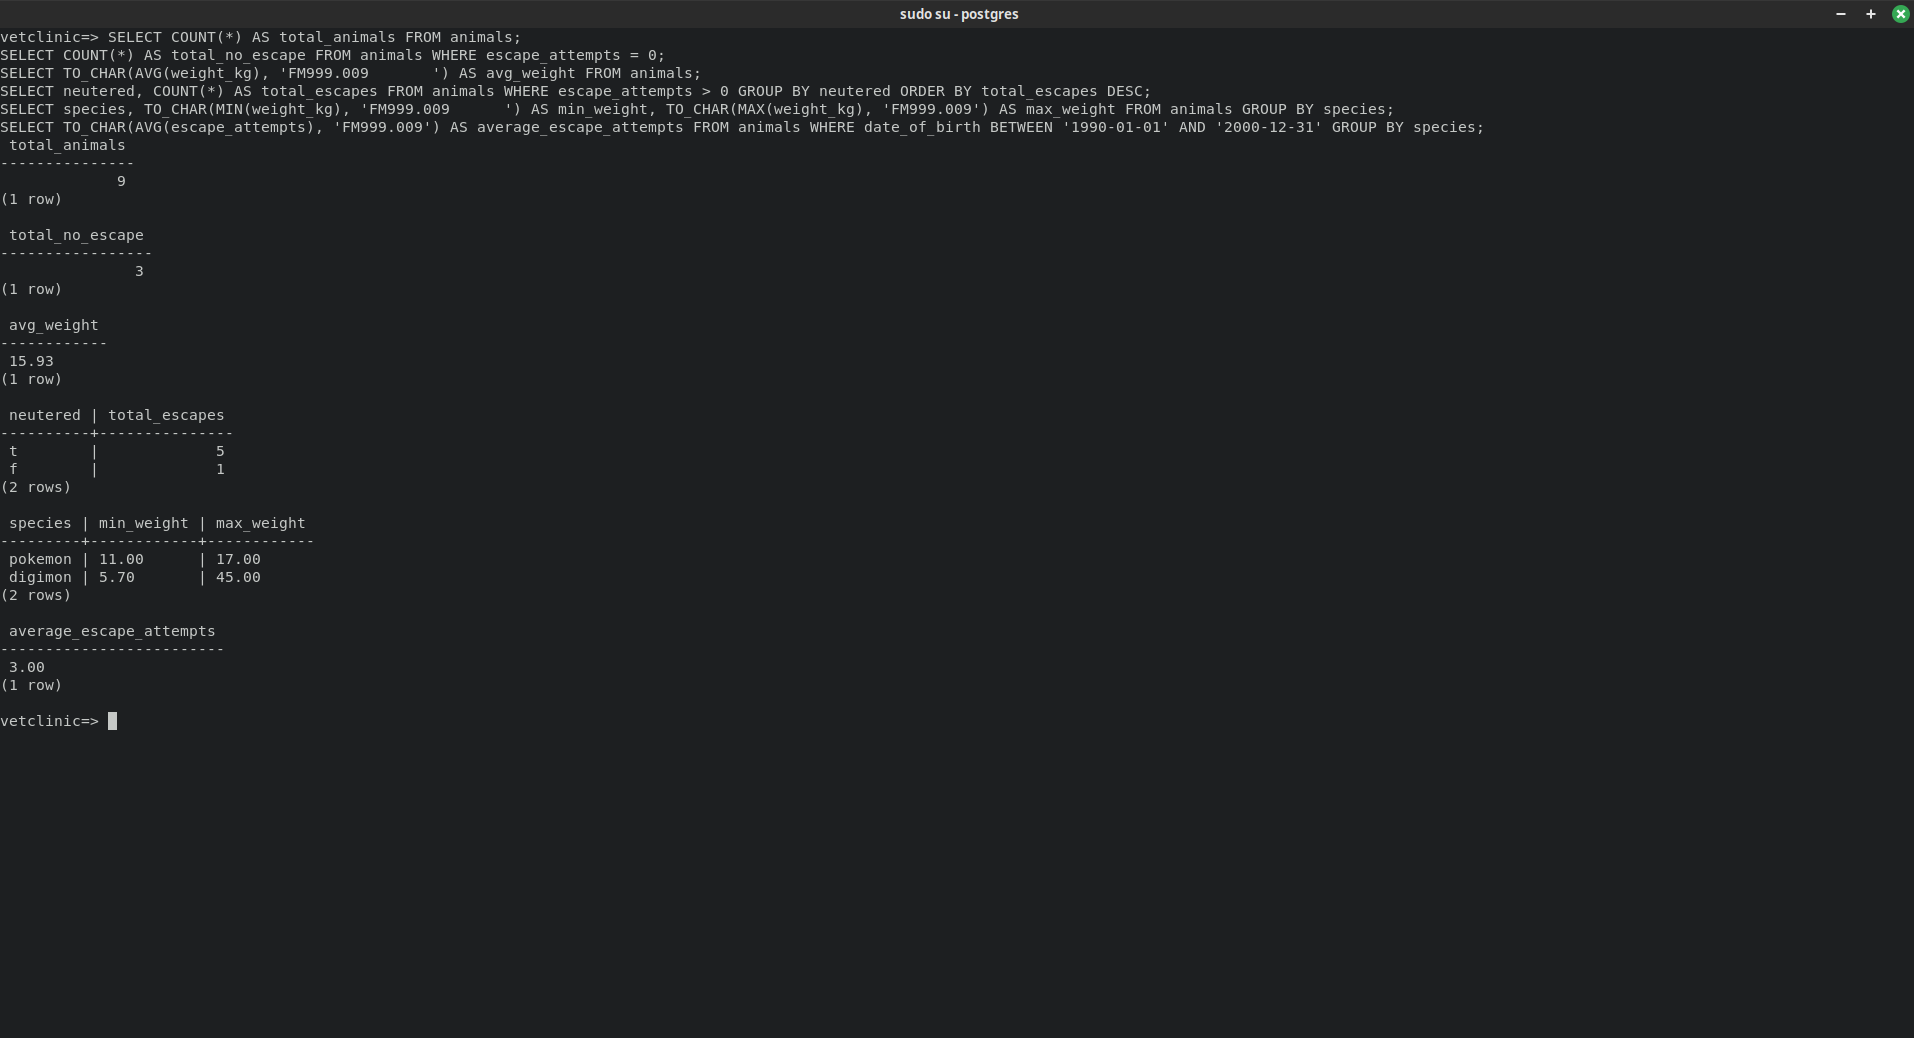 sudo su - postgres
vetclinic=> SELECT COUNT(*) AS total_animals FROM animals;
SELECT COUNT(*) AS total_no_escape FROM animals WHERE escape_attempts = 0;
SELECT TO_CHAR(AVG(weight_kg), 'FM999.009       ') AS avg_weight FROM animals;
SELECT neutered, COUNT(*) AS total_escapes FROM animals WHERE escape_attempts > 0 GROUP BY neutered ORDER BY total_escapes DESC;
SELECT species, TO_CHAR(MIN(weight_kg), 'FM999.009      ') AS min_weight, TO_CHAR(MAX(weight_kg), 'FM999.009') AS max_weight FROM animals GROUP BY species;
SELECT TO_CHAR(AVG(escape_attempts), 'FM999.009') AS average_escape_attempts FROM animals WHERE date_of_birth BETWEEN '1990-01-01' AND '2000-12-31' GROUP BY species;
 total_animals
---------------
             9
(1 row)

 total_no_escape
-----------------
               3
(1 row)

 avg_weight
------------
 15.93
(1 row)

 neutered | total_escapes
----------+---------------
 t        |             5
 f        |             1
(2 rows)

 species | min_weight | max_weight
---------+------------+------------
 pokemon | 11.00      | 17.00
 digimon | 5.70       | 45.00
(2 rows)

 average_escape_attempts
-------------------------
 3.00
(1 row)

vetclinic=>